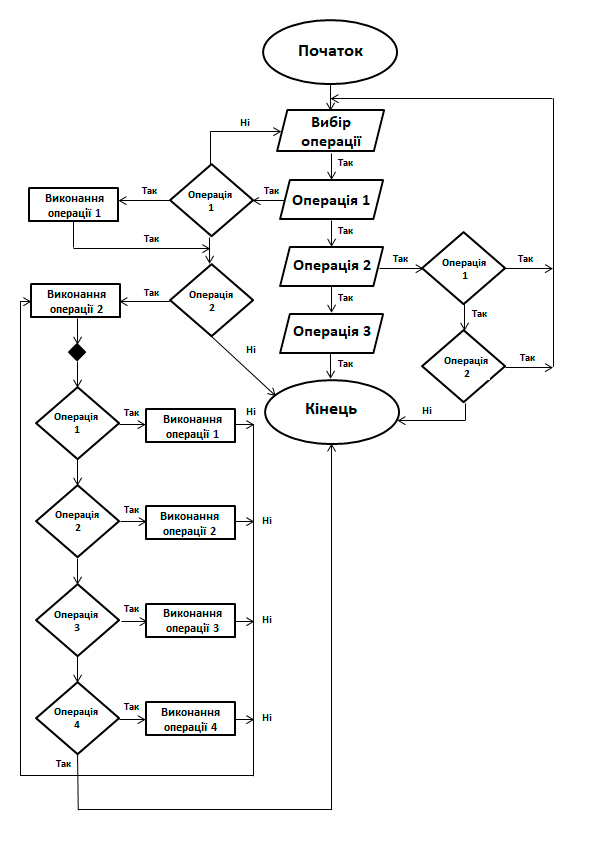 Початок
Ні
Вибір
операції
Так
Операція
1
Так
Операція 1
Так
Виконання
операції 1
Так
Так
Операція 2
Так
Операція
1
Так
Так
Операція
2
Так
Виконання
операції 2
Ні
Так
Операція 3
Так
Операція
2
Так
Так
Кінець
Ні
Операція
1
Так
Виконання
операції 1
Ні
Операція
2
Так
Виконання
операції 2
Ні
Операція
3
Так
Виконання
операції 3
Ні
Операція
4
Так
Виконання
операції 4
Ні
Так